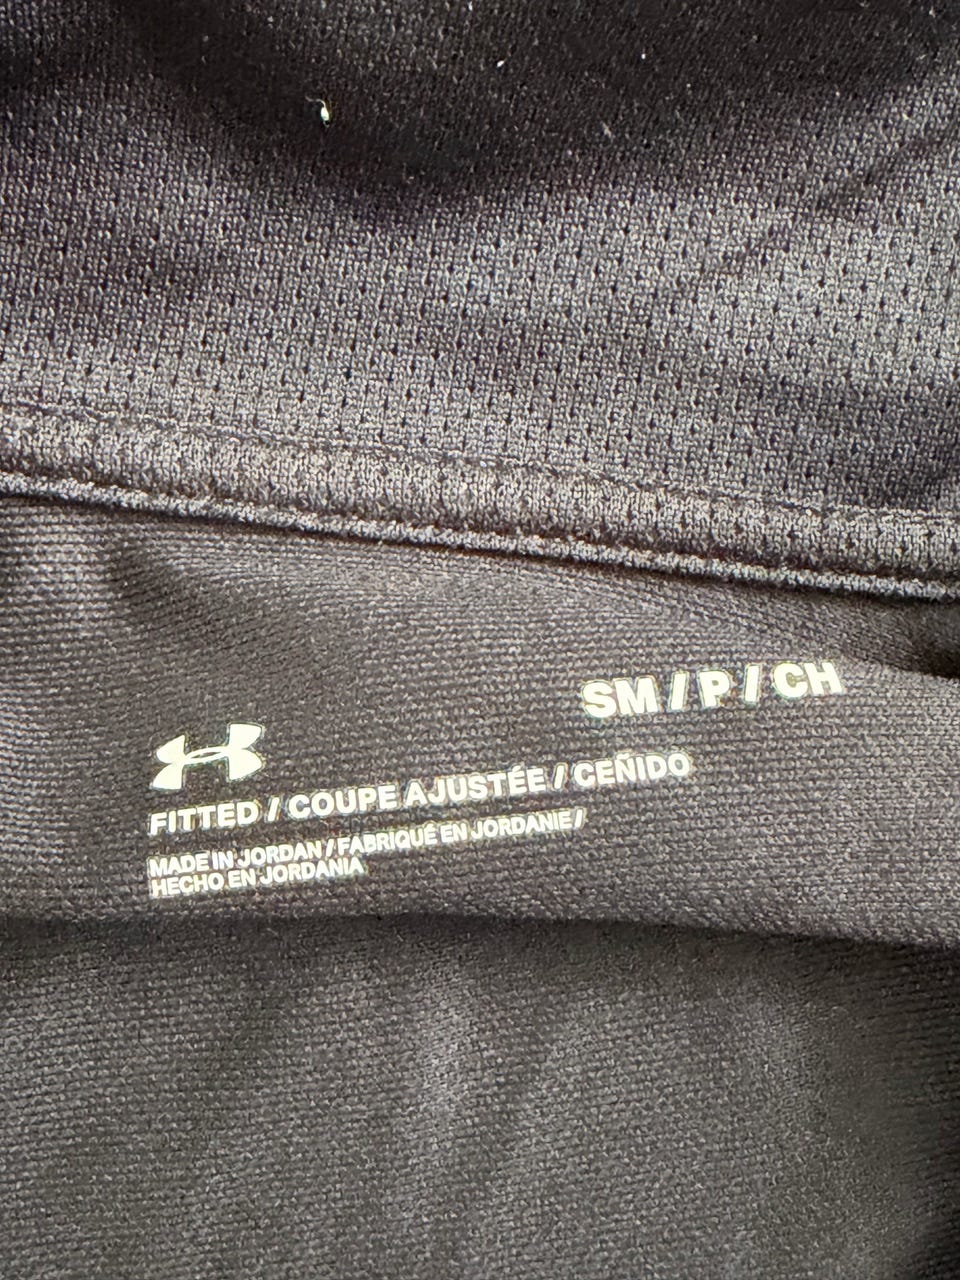 SM / P / CH
FITTED / COUPE AJUSTÉE / CEÑIDO
MADE IN JORDAN / FABRIQUÉ EN JORDANIE /
HECHO EN JORDANIA